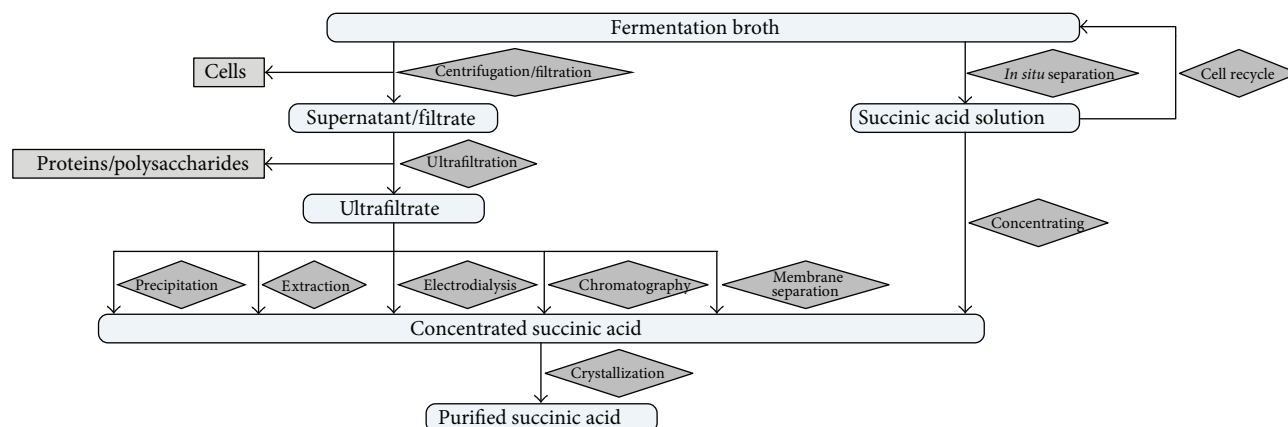 Fermentation broth
Cells
Centrifugation/filtration
In situ separation
Cell recycle
Supernatant/filtrate
Succinic acid solution
Proteins/polysaccharides
Ultrafiltration
Ultrafiltrate
Concentrating
Precipitation
Extraction
Electrodialysis
Chromatography
Membrane
separation
Concentrated succinic acid
Crystallization
Purified succinic acid